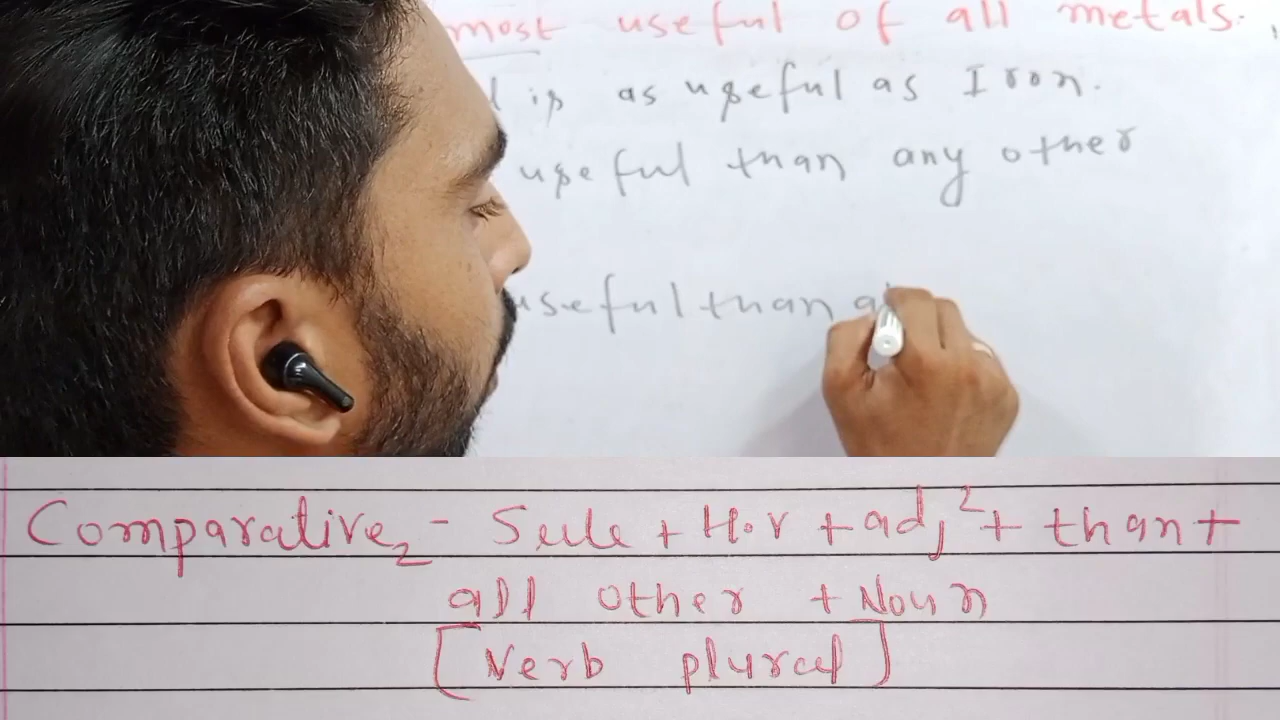 most useful of all metals.
is as useful as Iron.
useful than any other
useful than
Comparative₂ - Sule + H.v + adj² + than +
all other + Noun
[Verb plural]